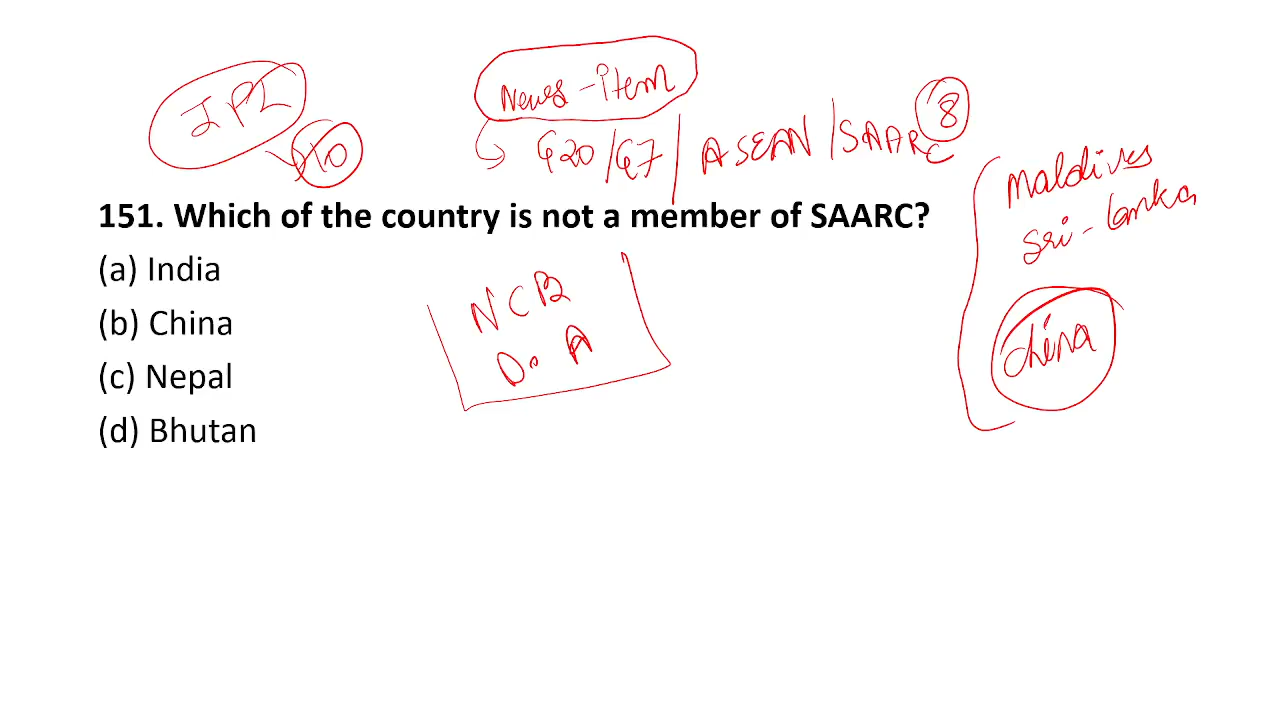 IPL
10
News-item
G20/G7/ASEAN/SAARC 8
Maldives
Sri-lanka
China
151. Which of the country is not a member of SAARC?
(a) India
(b) China
(c) Nepal
(d) Bhutan